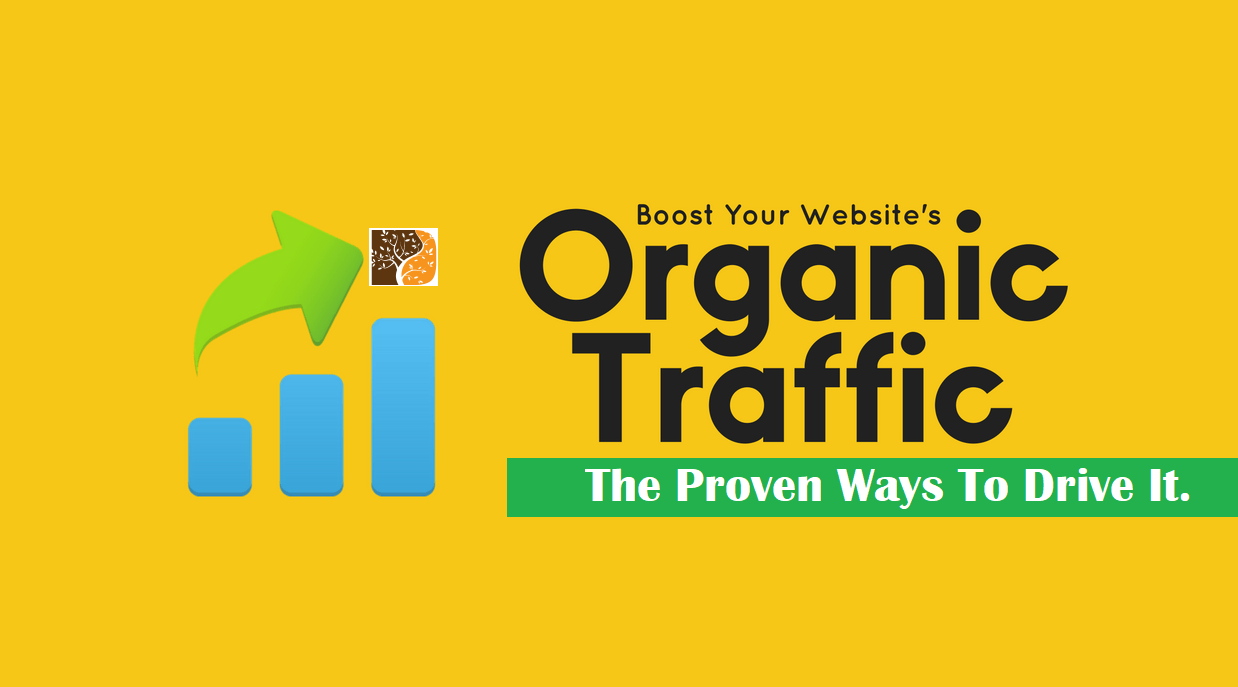 Boost Your Website's
Organic
Traffic
The Proven Ways To Drive It.